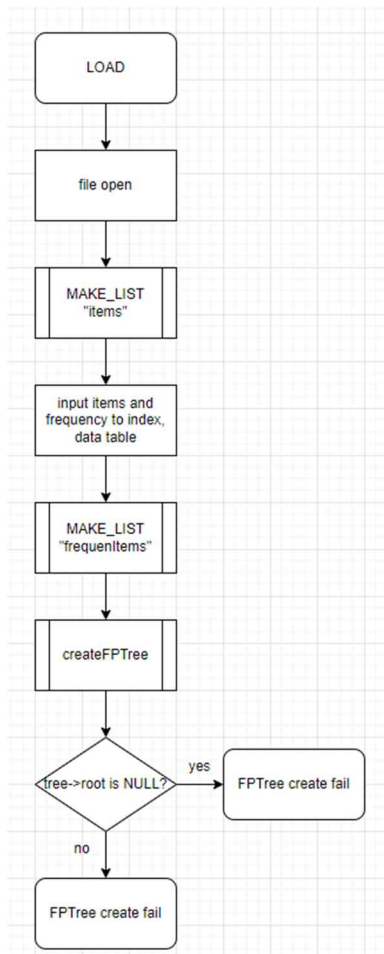 LOAD
file open
MAKE_LIST
"items"
input items and
frequency to index,
data table
MAKE_LIST
"frequenItems"
createFPTree
tree->root is NULL?
yes
FPTree create fail
no
FPTree create fail